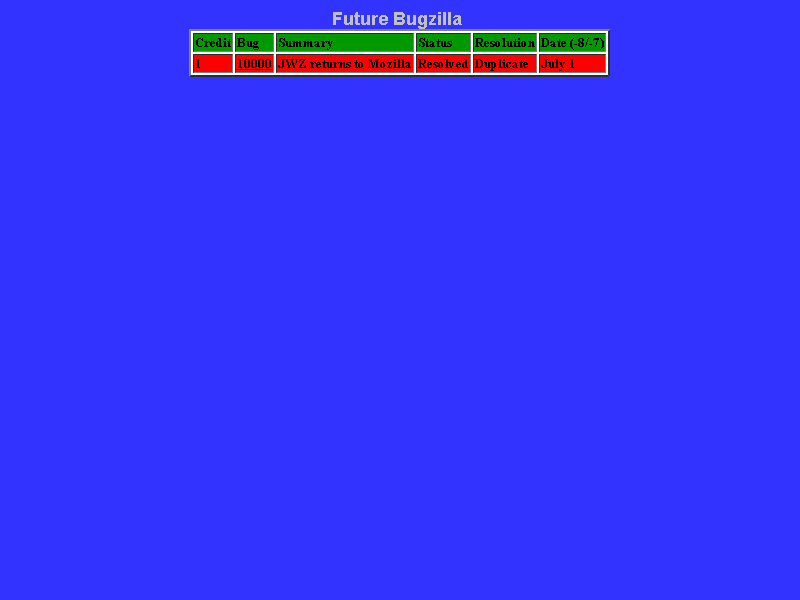 Future Bugzilla
Credit Bug Summary Status Resolution Date (-8/-7)
1 10000 JWZ returns to Mozilla Resolved Duplicate July 1